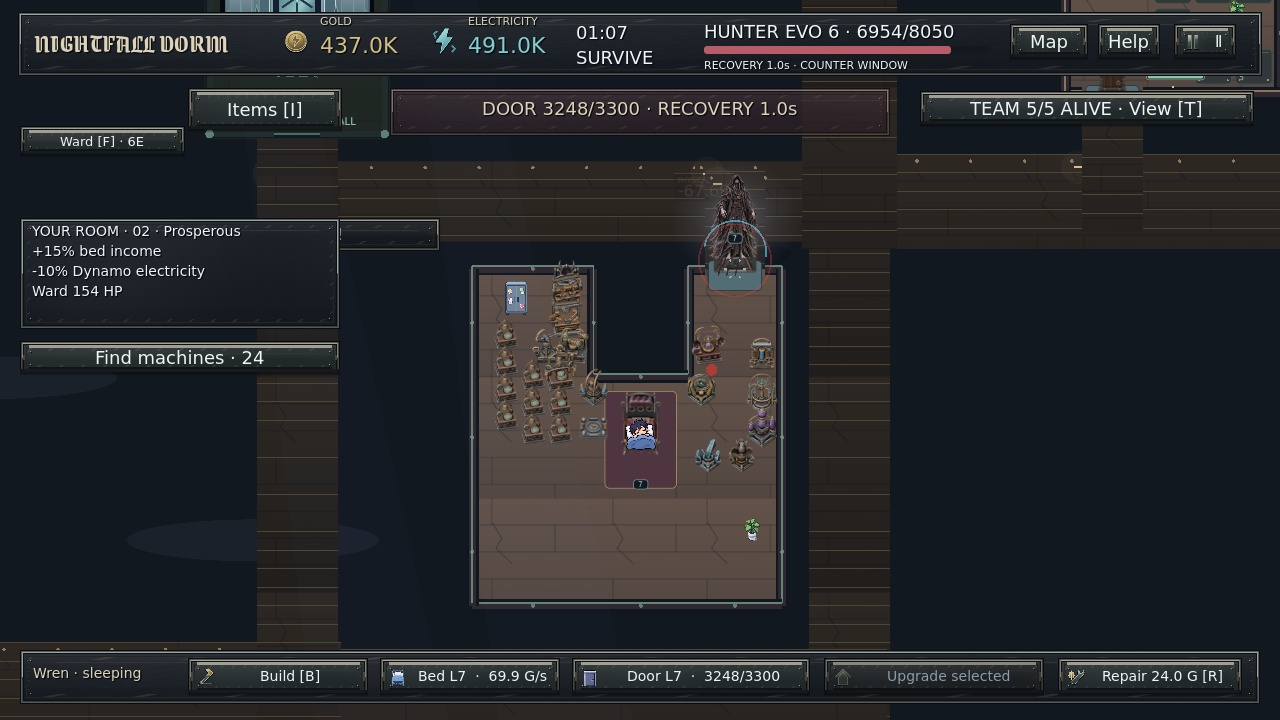 NIGHTFALL DORM
GOLD
437.0K
ELECTRICITY
491.0K
01:07
SURVIVE
HUNTER EVO 6 · 6954/8050
RECOVERY 1.0s · COUNTER WINDOW
Map
Help
II
Items [I]
DOOR 3248/3300 · RECOVERY 1.0s
TEAM 5/5 ALIVE · View [T]
Ward [F] · 6E
YOUR ROOM · 02 · Prosperous
+15% bed income
-10% Dynamo electricity
Ward 154 HP
Find machines · 24
7
7
Wren · sleeping
Build [B]
Bed L7 · 69.9 G/s
Door L7 · 3248/3300
Upgrade selected
Repair 24.0 G [R]